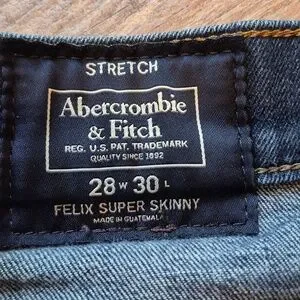 STRETCH
Abercrombie
& Fitch
REG. U.S. PAT. TRADEMARK
QUALITY SINCE 1892
28 W 30 L
FELIX SUPER SKINNY
MADE IN GUATEMALA